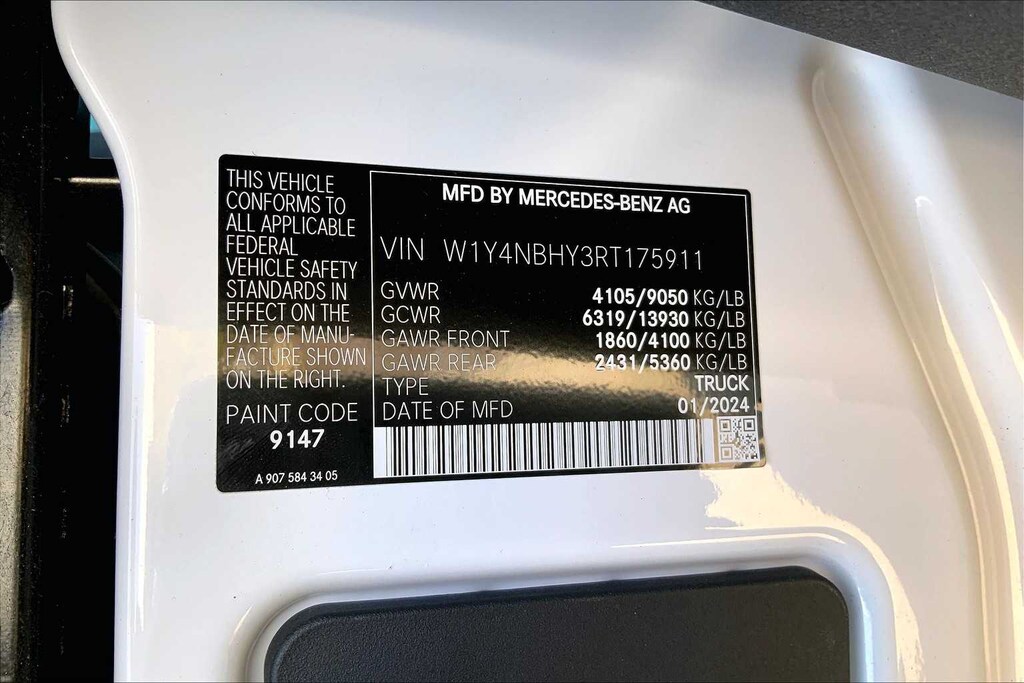 THIS VEHICLE
CONFORMS TO
ALL APPLICABLE
FEDERAL
VEHICLE SAFETY
STANDARDS IN
EFFECT ON THE
DATE OF MANU-
FACTURE SHOWN
ON THE RIGHT.
PAINT CODE
9147
A 907 584 34 05
MFD BY MERCEDES-BENZ AG
VIN W1Y4NBHY3RT175911
GVWR 4105/9050 KG/LB
GCWR 6319/13930 KG/LB
GAWR FRONT 1860/4100 KG/LB
GAWR REAR 2431/5360 KG/LB
TYPE TRUCK
DATE OF MFD 01/2024